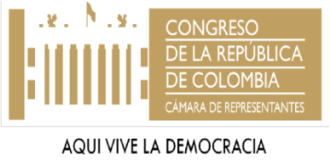 CONGRESO
DE LA REPÚBLICA
DE COLOMBIA
CÁMARA DE REPRESENTANTES
AQUI VIVE LA DEMOCRACIA